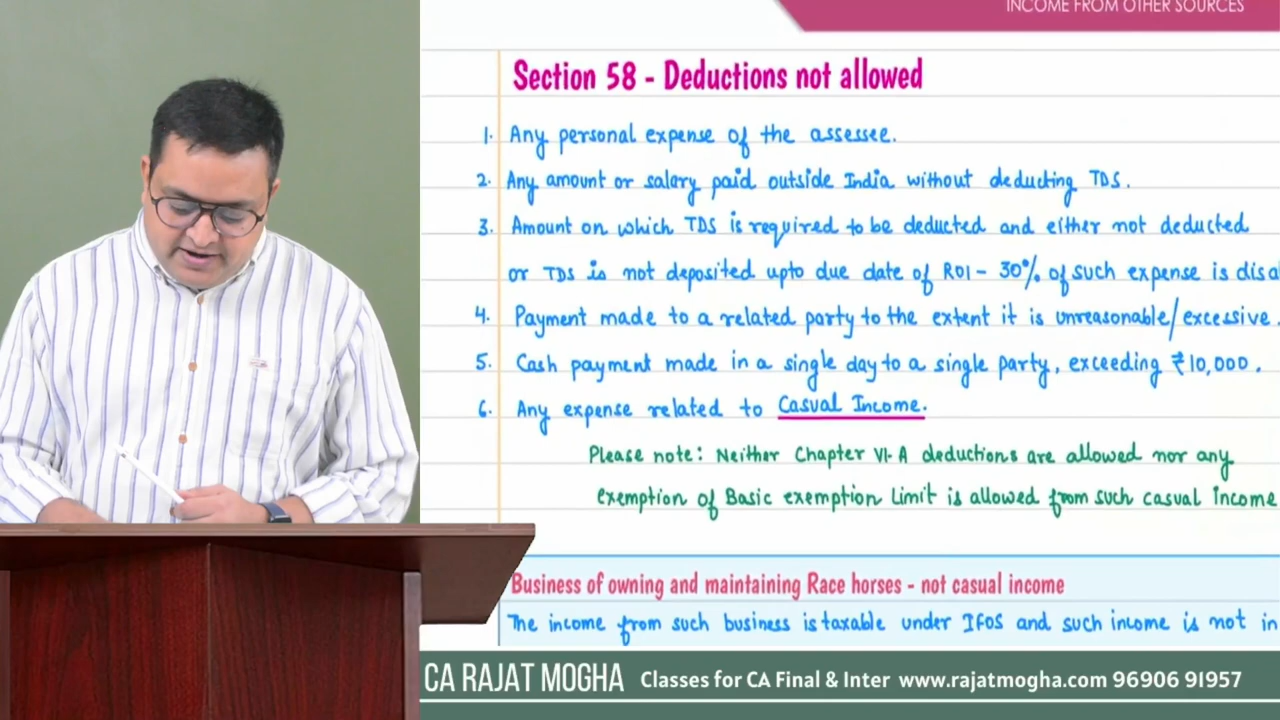 INCOME FROM OTHER SOURCES
Section 58 - Deductions not allowed
1. Any personal expense of the assessee.
2. Any amount or salary paid outside India without deducting TDS.
3. Amount on which TDS is required to be deducted and either not deducted
or TDS is not deposited upto due date of ROI - 30% of such expense is
4. Payment made to a related party to the extent it is unreasonable/excessive.
5. Cash payment made in a single day to a single party, exceeding ₹10,000.
6. Any expense related to Casual Income.
Please note: Neither Chapter VI-A deductions are allowed nor any
exemption of Basic exemption Limit is allowed from such casual Income
Business of owning and maintaining Race horses - not casual income
The income from such business is taxable under IFOS and such income is not
CA RAJAT MOGHA Classes for CA Final & Inter www.rajatmogha.com 96906 91957